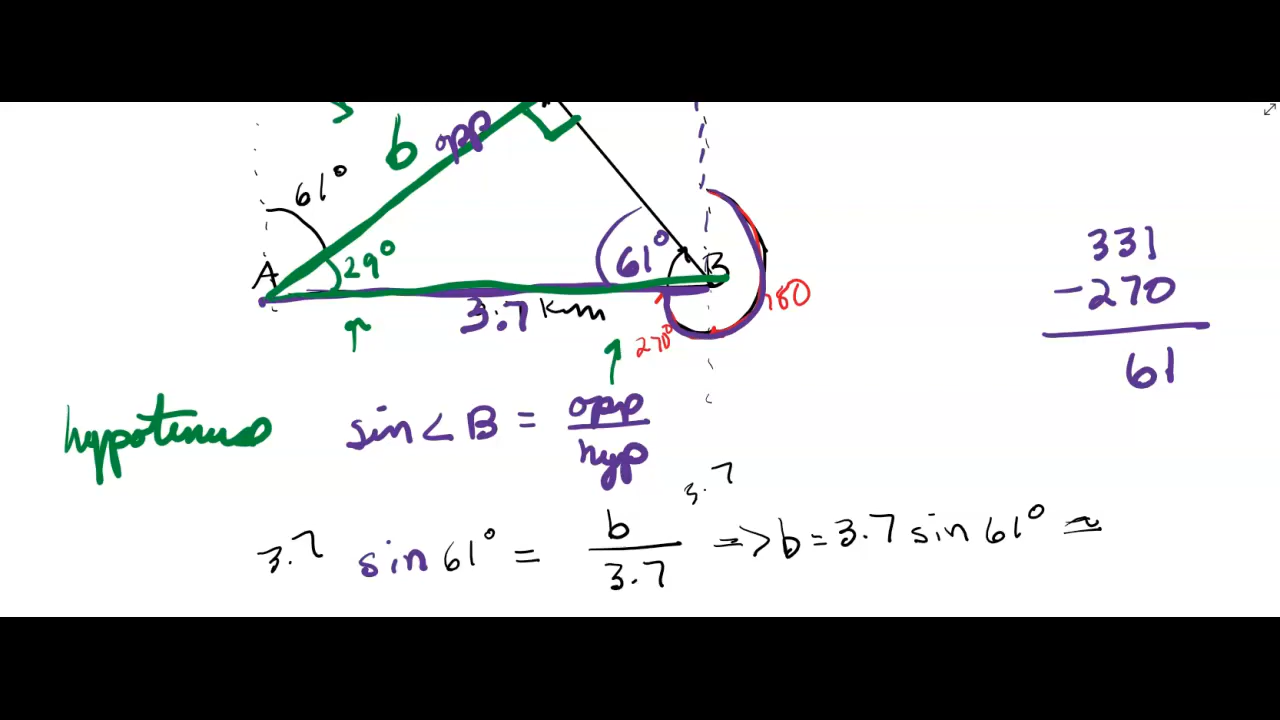 b opp
61°
A 29° 61° B
3.7 km 270° 180
331
-270
61
hypotenuse sin∠B = opp/hyp
3.7
3.7 sin 61° = b/3.7 => b = 3.7 sin 61° ≈